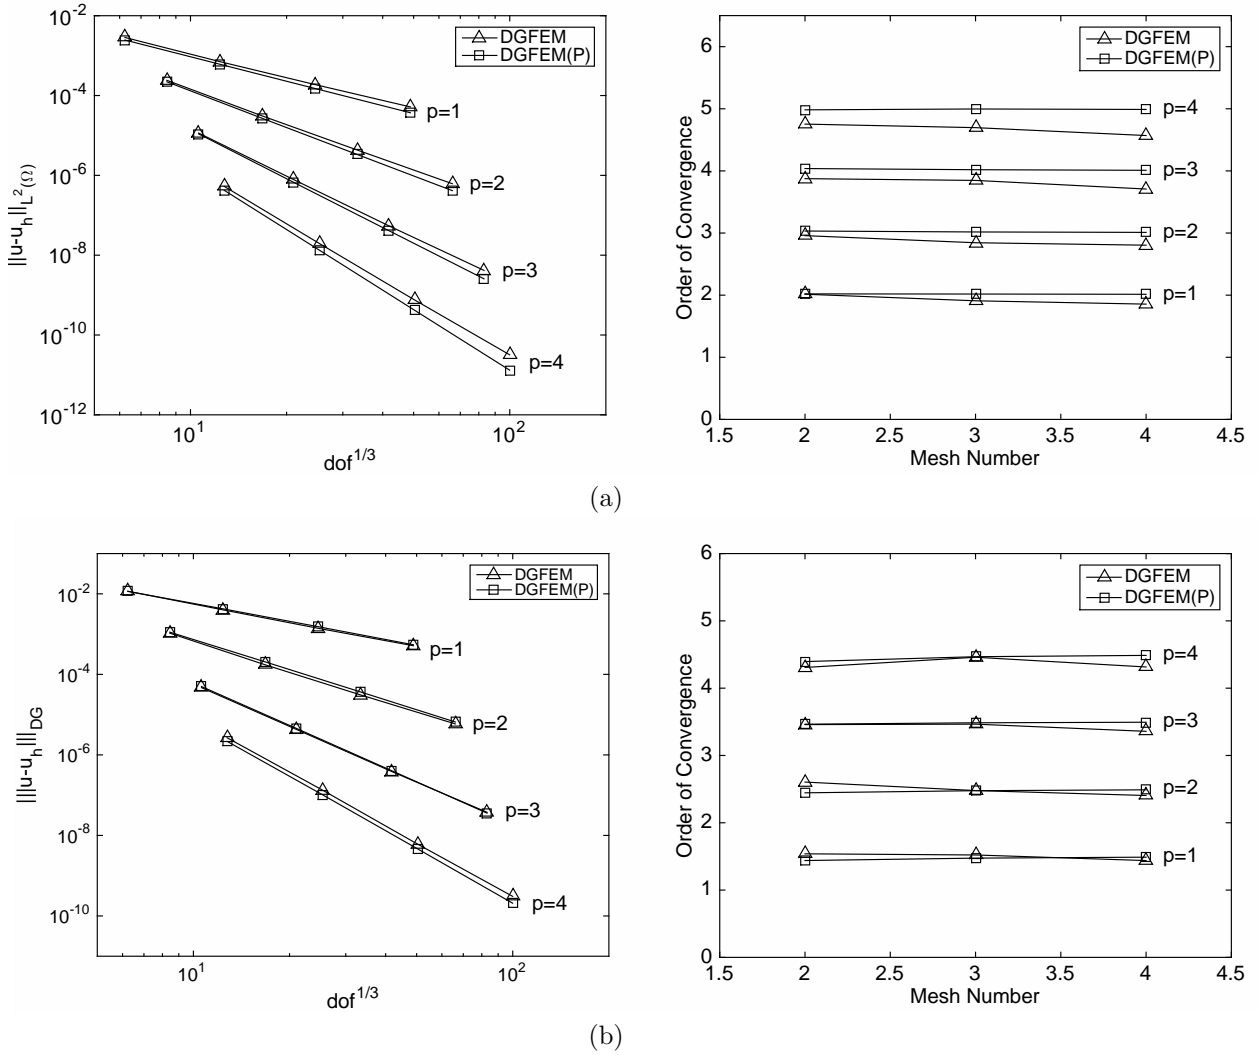 10^-2
10^-4
10^-6
10^-8
10^-10
10^-12
||u-u_h||_{L^2(Ω)}
DGFEM
DGFEM(P)
p=1
p=2
p=3
p=4
10^1
10^2
dof^{1/3}
6
5
4
3
2
1
0
Order of Convergence
DGFEM
DGFEM(P)
p=4
p=3
p=2
p=1
1.5 2 2.5 3 3.5 4 4.5
Mesh Number
(a)
10^-2
10^-4
10^-6
10^-8
10^-10
|||u-u_h|||_{DG}
DGFEM
DGFEM(P)
p=1
p=2
p=3
p=4
10^1
10^2
dof^{1/3}
6
5
4
3
2
1
0
Order of Convergence
DGFEM
DGFEM(P)
p=4
p=3
p=2
p=1
1.5 2 2.5 3 3.5 4 4.5
Mesh Number
(b)